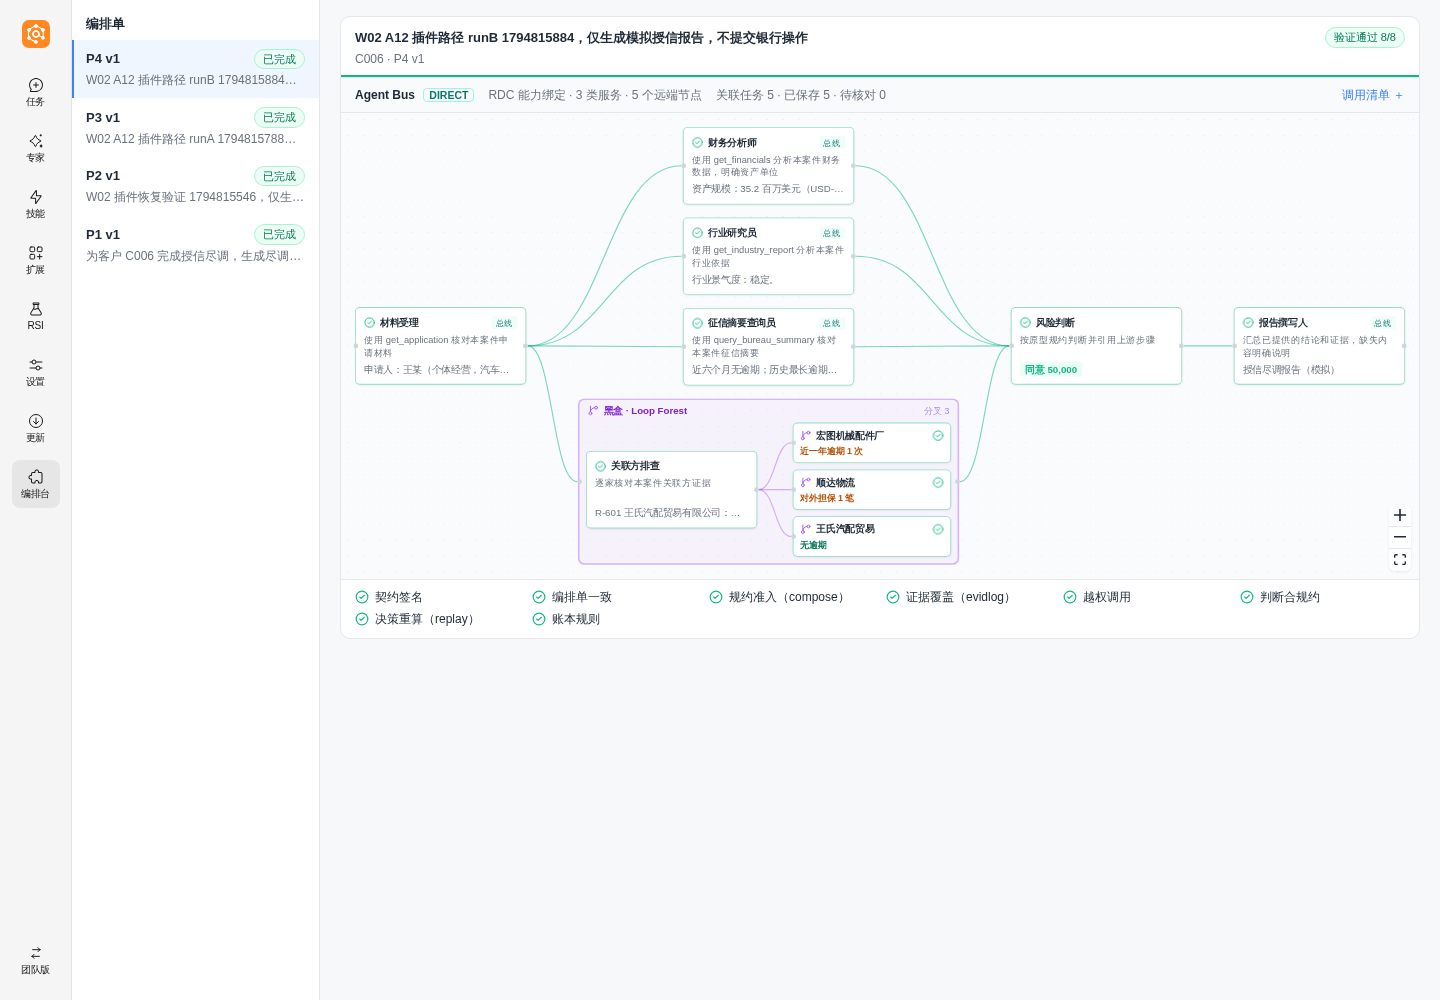 任务
专家
技能
扩展
RSI
设置
更新
编排台
团队版
编排单
P4 v1
已完成
W02 A12 插件路径 runB 1794815884…
P3 v1
已完成
W02 A12 插件路径 runA 1794815788…
P2 v1
已完成
W02 插件恢复验证 1794815546，仅生…
P1 v1
已完成
为客户 C006 完成授信尽调，生成尽调…
W02 A12 插件路径 runB 1794815884，仅生成模拟授信报告，不提交银行操作
验证通过 8/8
C006 · P4 v1
Agent Bus
DIRECT
RDC 能力绑定 · 3 类服务 · 5 个远端节点
关联任务 5 · 已保存 5 · 待核对 0
调用清单 +
财务分析师
总线
使用 get_financials 分析本案件财务
数据，明确资产单位
资产规模：35.2 百万美元（USD-…
行业研究员
总线
使用 get_industry_report 分析本案件
行业依据
行业景气度：稳定。
材料受理
总线
使用 get_application 核对本案件申
请材料
申请人：王某（个体经营，汽车…
征信摘要查询员
总线
使用 query_bureau_summary 核对
本案件征信摘要
近六个月无逾期；历史最长逾期…
风险判断
按原型规约判断并引用上游步骤
同意 50,000
报告撰写人
总线
汇总已提供的结论和证据，缺失内
容明确说明
授信尽调报告（模拟）
黑盒 · Loop Forest
分叉 3
关联方排查
逐家核对本案件关联方证据
R-601 王氏汽配贸易有限公司：…
宏图机械配件厂
近一年逾期 1 次
顺达物流
对外担保 1 笔
王氏汽配贸易
无逾期
契约签名
编排单一致
规约准入（compose）
证据覆盖（evidlog）
越权调用
判断合规约
决策重算（replay）
账本规则